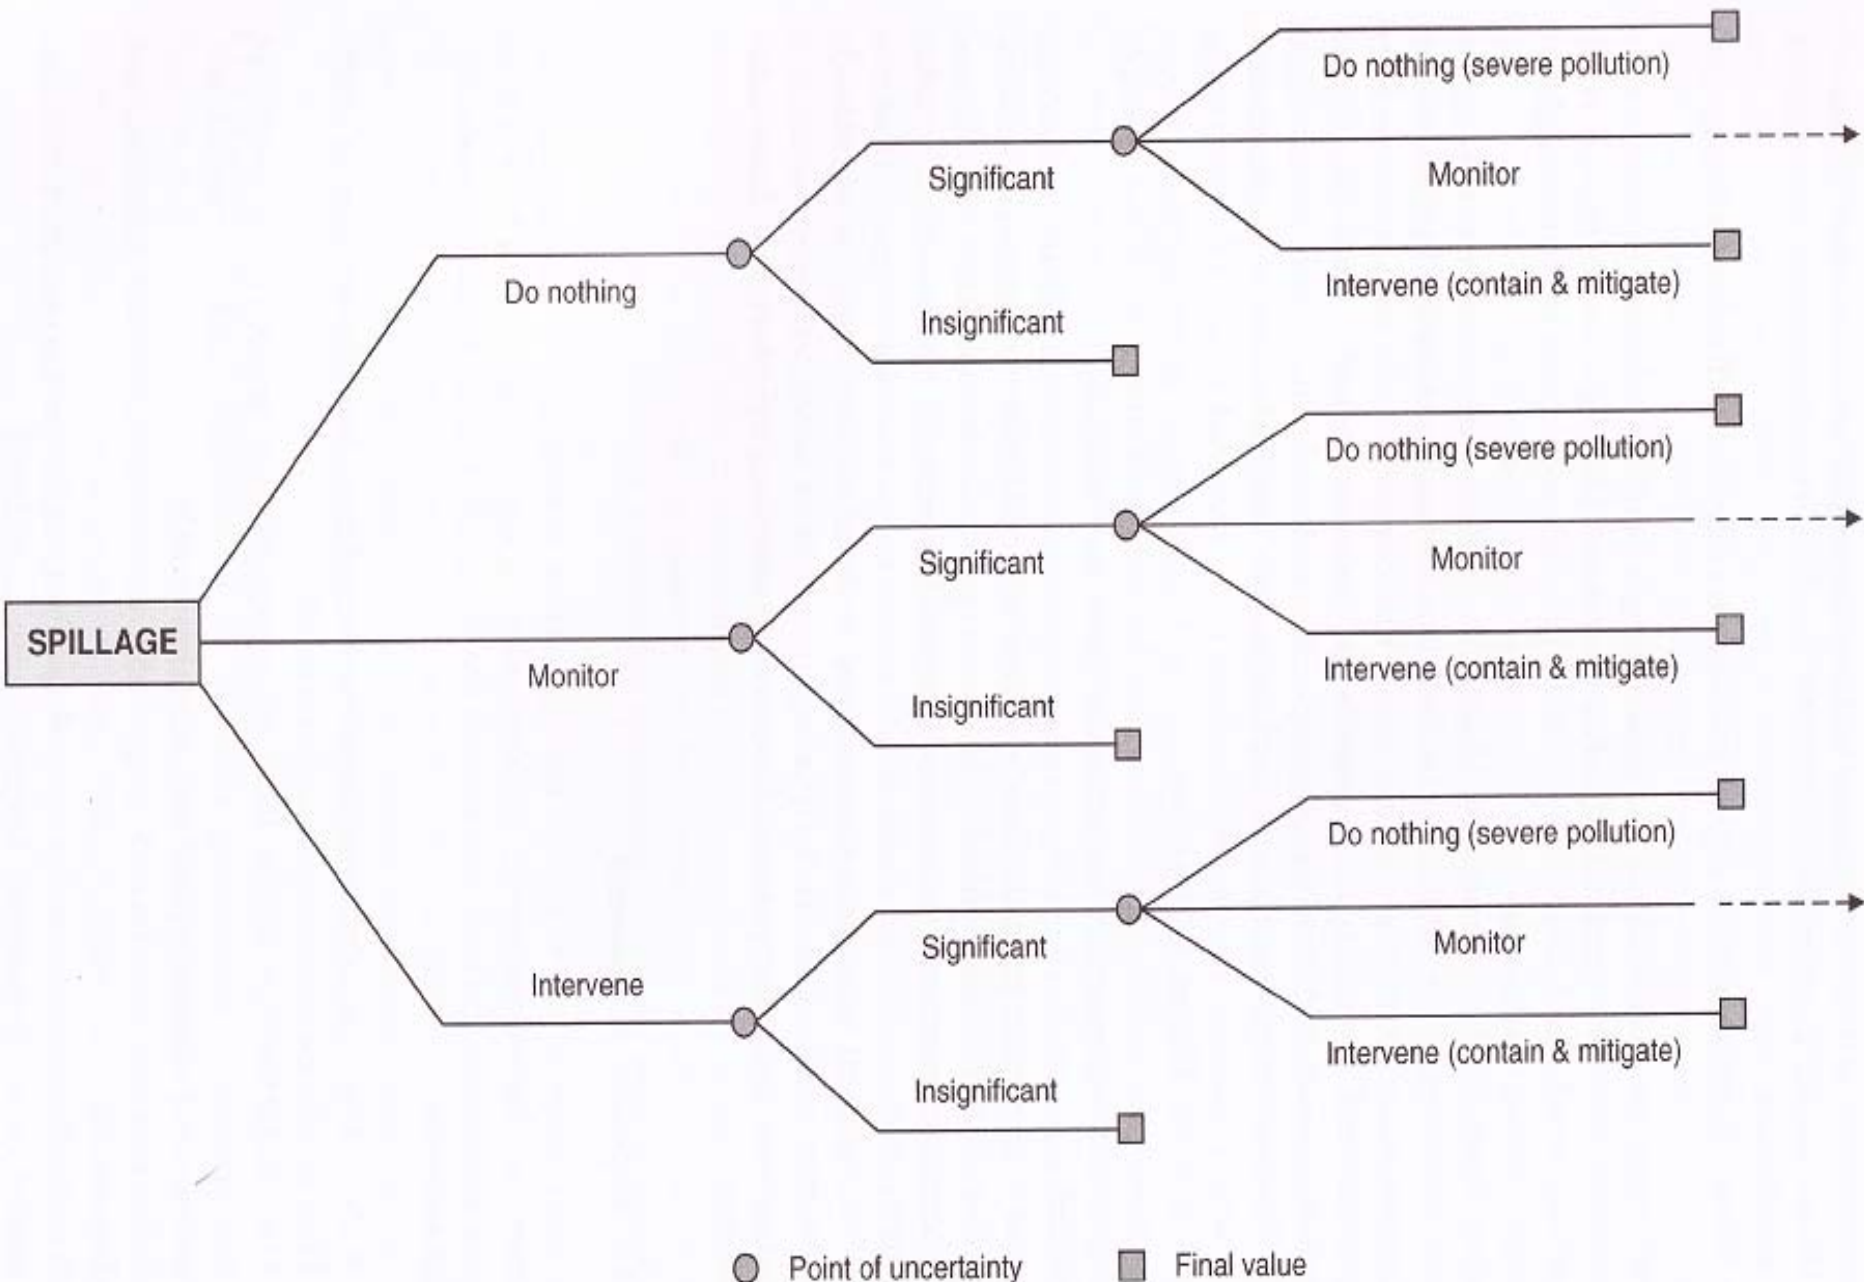 Do nothing (severe pollution)
Monitor
Significant
Intervene (contain & mitigate)
Do nothing
Insignificant
Do nothing (severe pollution)
Monitor
Significant
Intervene (contain & mitigate)
SPILLAGE
Monitor
Insignificant
Do nothing (severe pollution)
Monitor
Significant
Intervene
Intervene (contain & mitigate)
Insignificant
Point of uncertainty
Final value